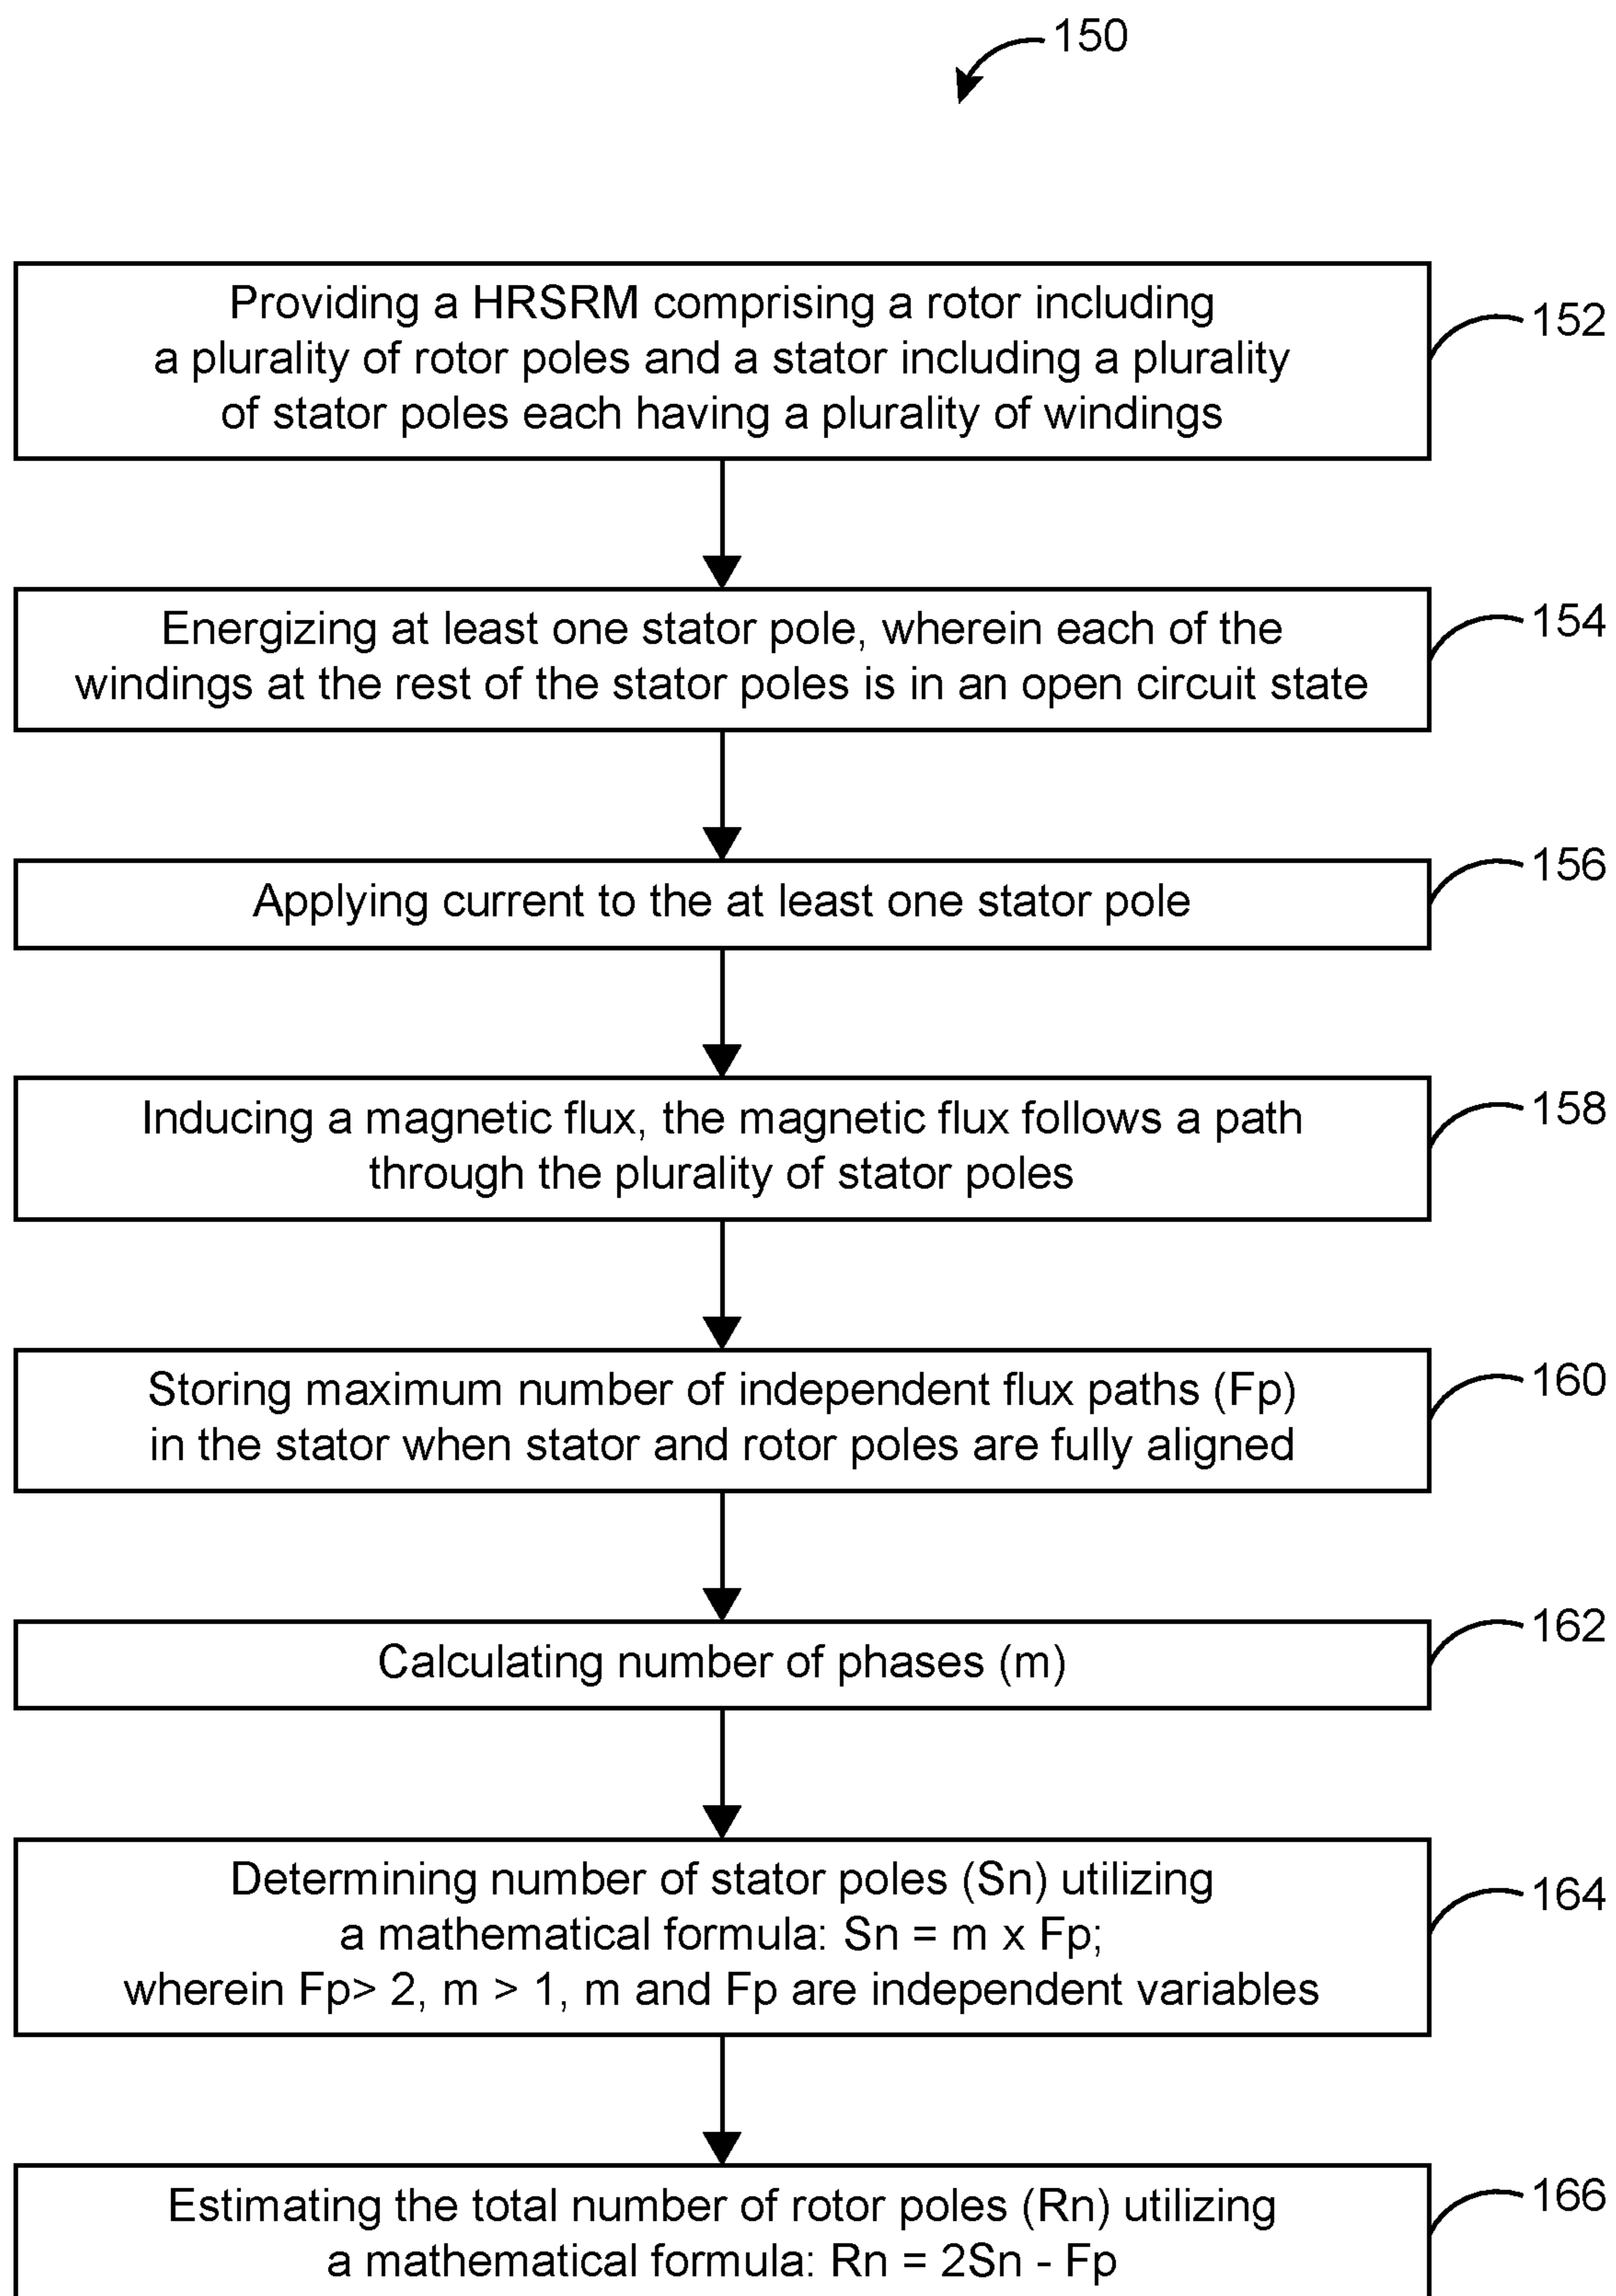 150
Providing a HRSRM comprising a rotor including
a plurality of rotor poles and a stator including a plurality
of stator poles each having a plurality of windings
152
Energizing at least one stator pole, wherein each of the
windings at the rest of the stator poles is in an open circuit state
154
Applying current to the at least one stator pole
156
Inducing a magnetic flux, the magnetic flux follows a path
through the plurality of stator poles
158
Storing maximum number of independent flux paths (Fp)
in the stator when stator and rotor poles are fully aligned
160
Calculating number of phases (m)
162
Determining number of stator poles (Sn) utilizing
a mathematical formula: Sn = m x Fp;
wherein Fp> 2, m > 1, m and Fp are independent variables
164
Estimating the total number of rotor poles (Rn) utilizing
a mathematical formula: Rn = 2Sn - Fp
166